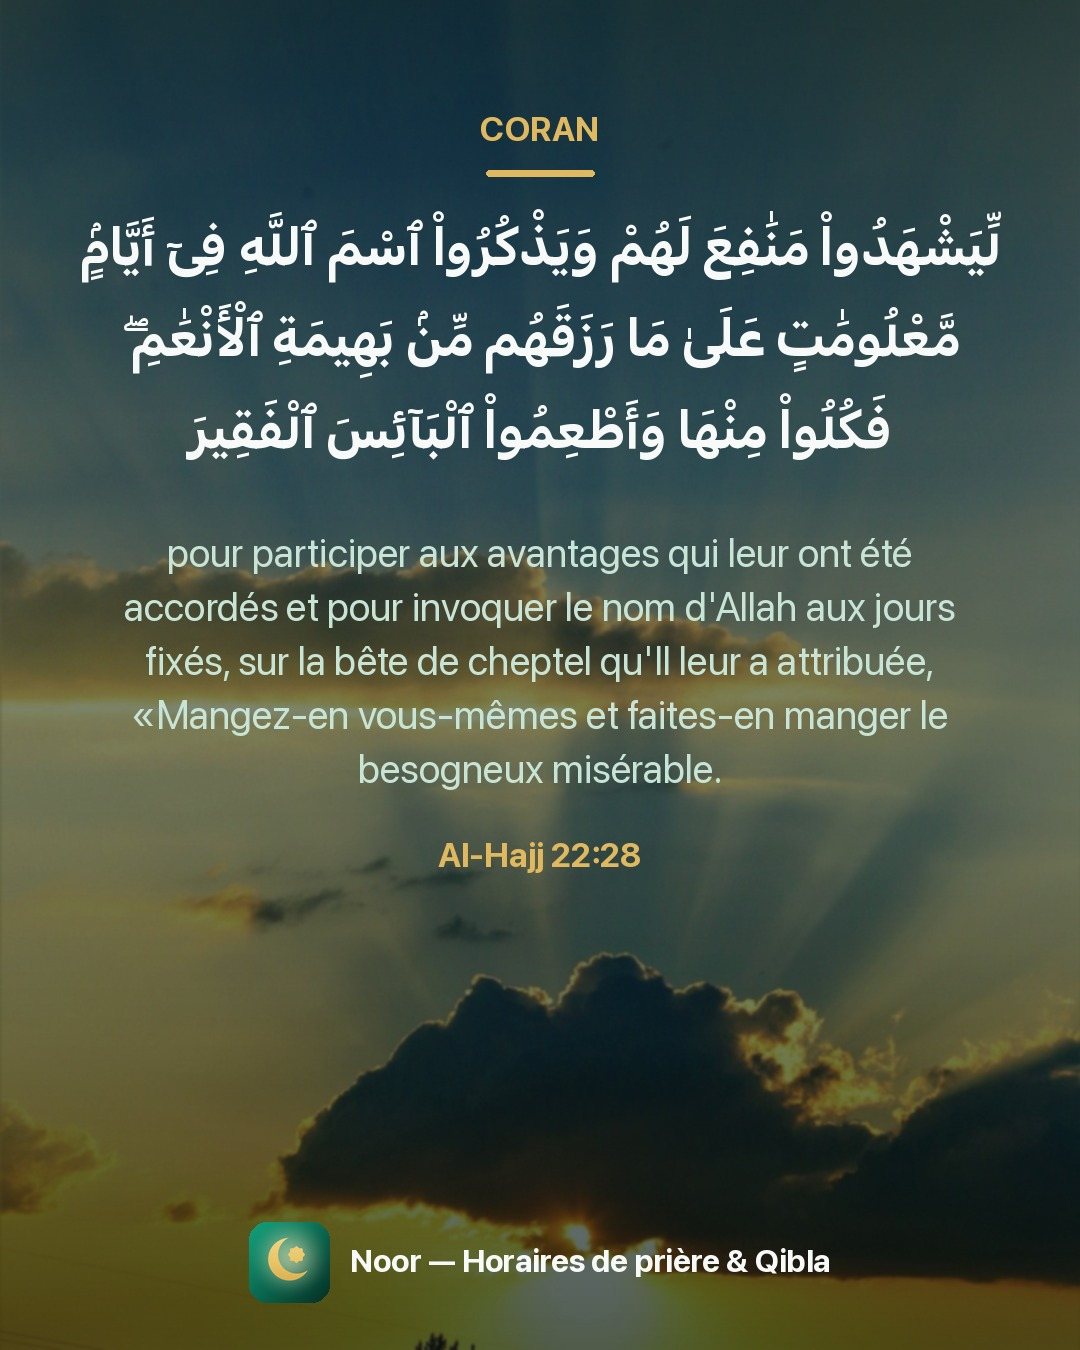 CORAN
لِّيَشْهَدُوا۟ مَنَٰفِعَ لَهُمْ وَيَذْكُرُوا۟ ٱسْمَ ٱللَّهِ فِىٓ أَيَّامٍۢ
مَّعْلُومَٰتٍ عَلَىٰ مَا رَزَقَهُم مِّنۢ بَهِيمَةِ ٱلْأَنْعَٰمِ ۖ
فَكُلُوا۟ مِنْهَا وَأَطْعِمُوا۟ ٱلْبَآئِسَ ٱلْفَقِيرَ
pour participer aux avantages qui leur ont été
accordés et pour invoquer le nom d'Allah aux jours
fixés, sur la bête de cheptel qu'Il leur a attribuée,
«Mangez-en vous-mêmes et faites-en manger le
besogneux misérable.
Al-Hajj 22:28
Noor — Horaires de prière & Qibla